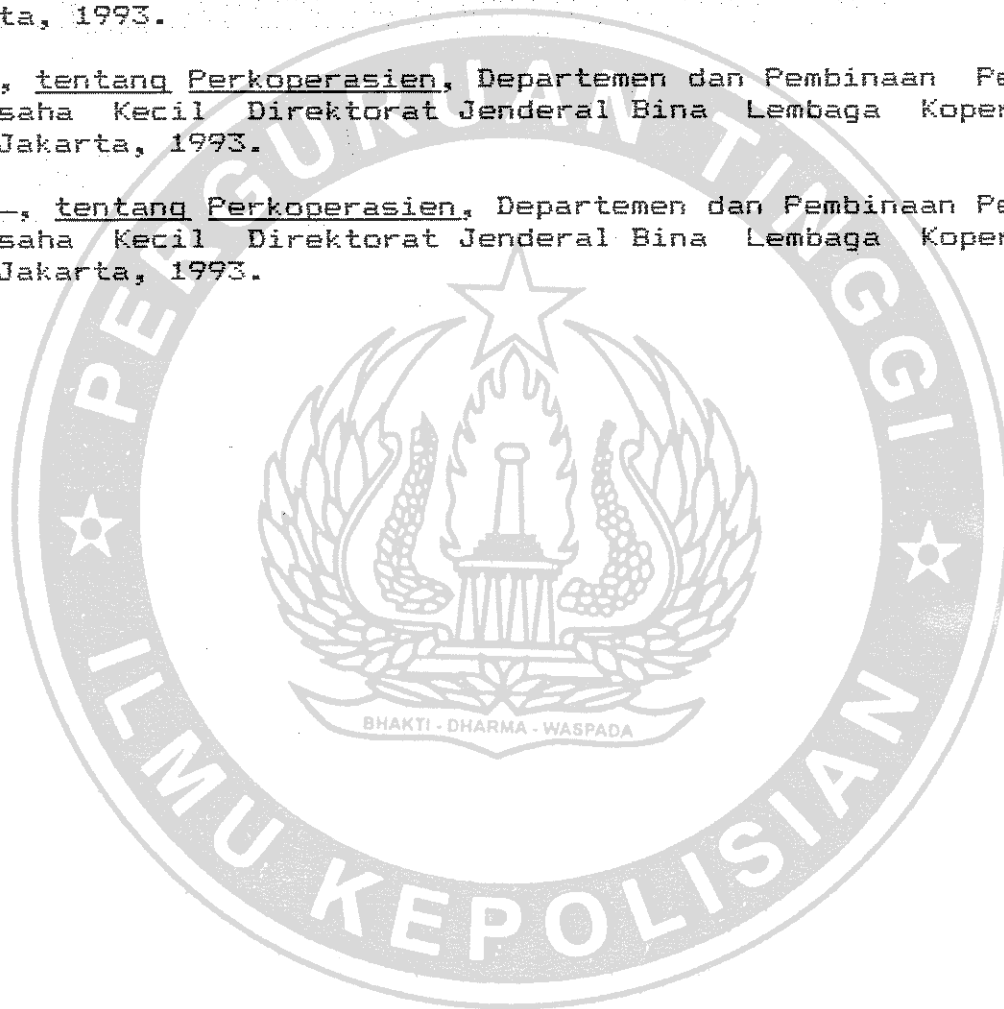 ta, 1993.
, tentang Perkoperasien, Departemen dan Pembinaan Pe
saha Kecil Direktorat Jenderal Bina Lembaga Koper
Jakarta, 1993.
—, tentang Perkoperasien, Departemen dan Pembinaan Pe
saha Kecil Direktorat Jenderal Bina Lembaga Koper
Jakarta, 1993.
PERGURUAN TINGGI
BHAKTI - DHARMA - WASPADA
ILMU KEPOLISIAN